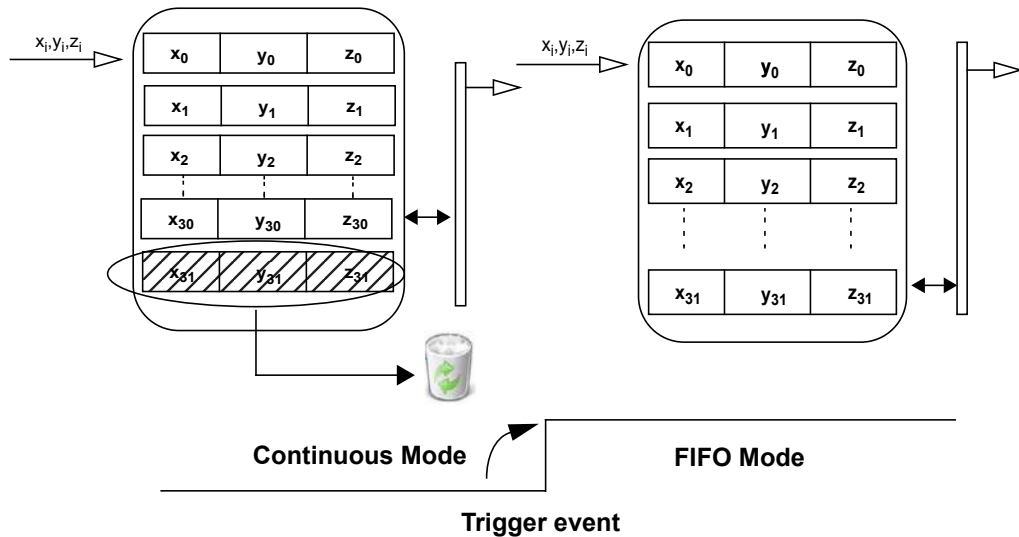 xᵢ,yᵢ,zᵢ
x₀ y₀ z₀
x₁ y₁ z₁
x₂ y₂ z₂
x₃₀ y₃₀ z₃₀
x₃₁ y₃₁ z₃₁
xᵢ,yᵢ,zᵢ
x₀ y₀ z₀
x₁ y₁ z₁
x₂ y₂ z₂
x₃₁ y₃₁ z₃₁
Continuous Mode
FIFO Mode
Trigger event